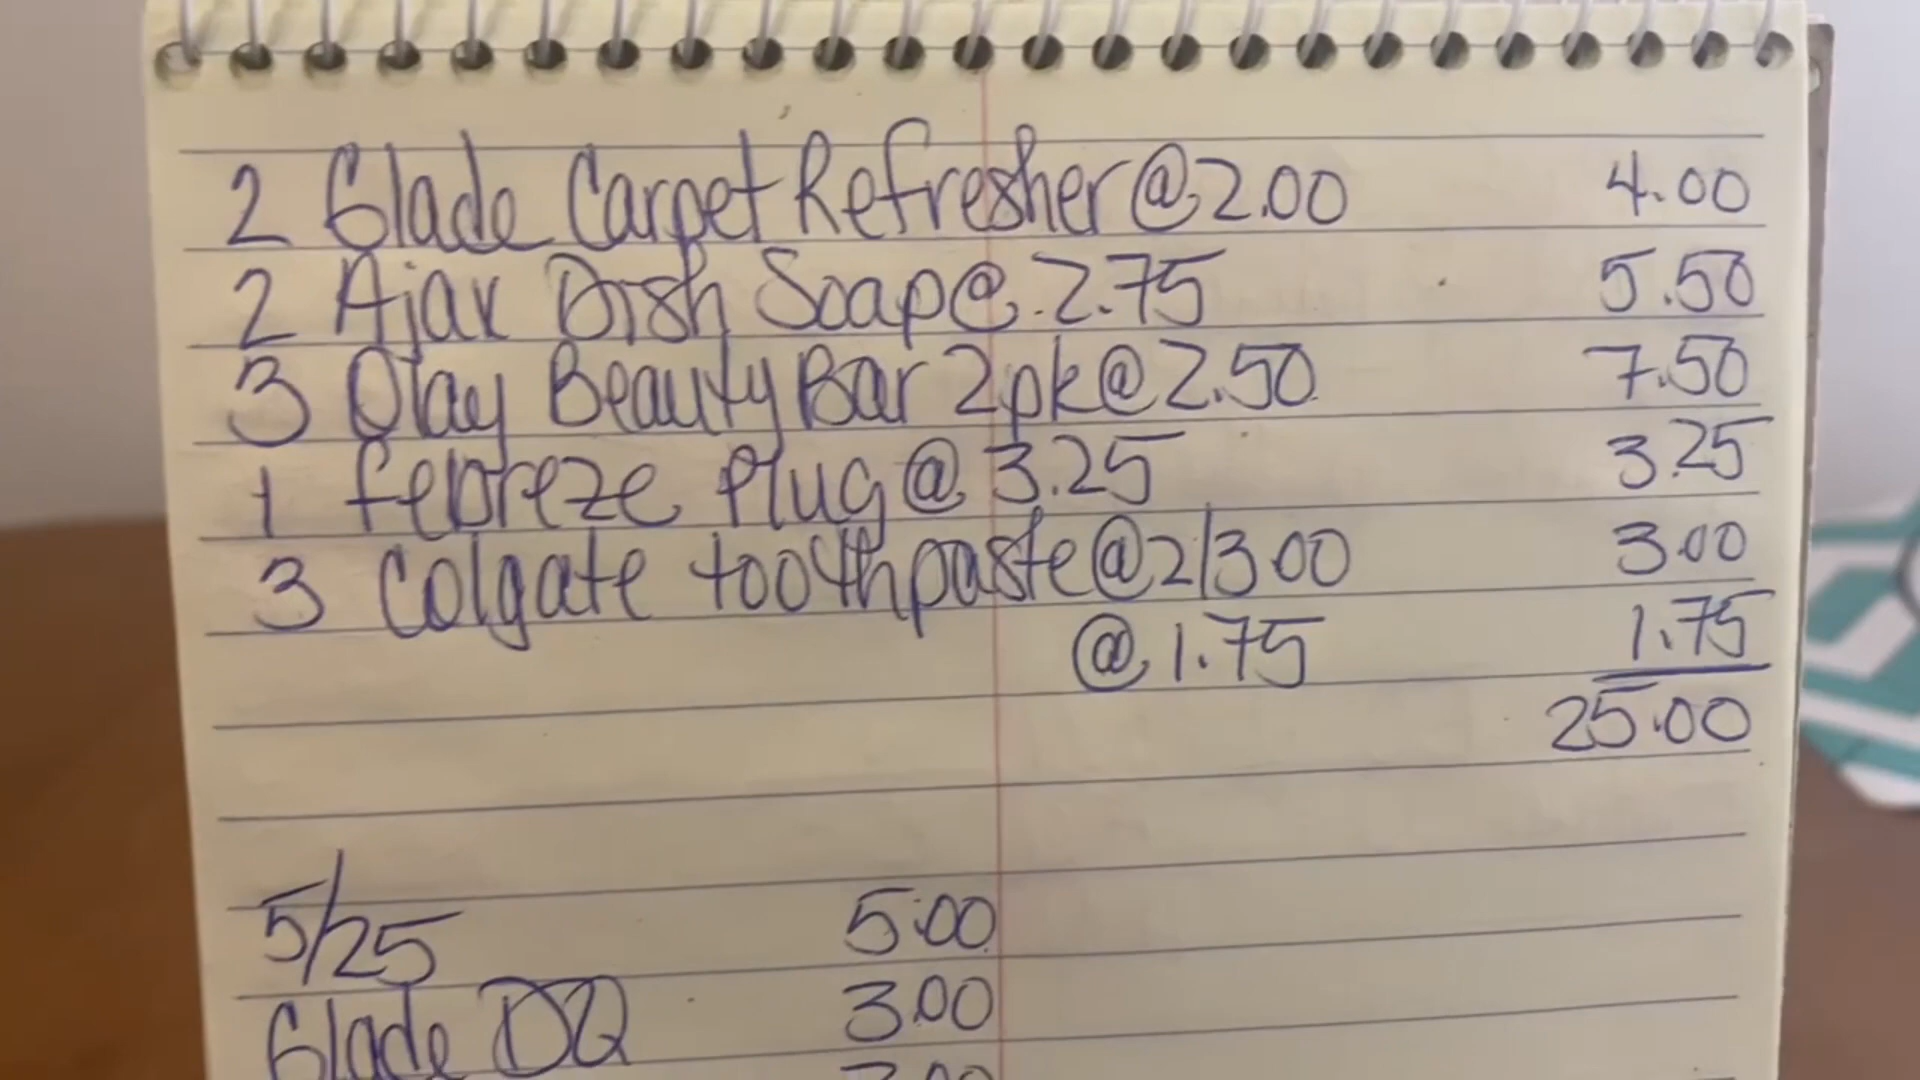 2 Glade Carpet Refresher @ 2.00 4.00
2 Ajax Dish Soap @ 2.75 5.50
3 Olay Beauty Bar 2pk @ 2.50 7.50
1 Febreze Plug @ 3.25 3.25
3 Colgate toothpaste @ 2/3.00 3.00
@ 1.75 1.75
25.00
5/25 5.00
Glade DQ 3.00